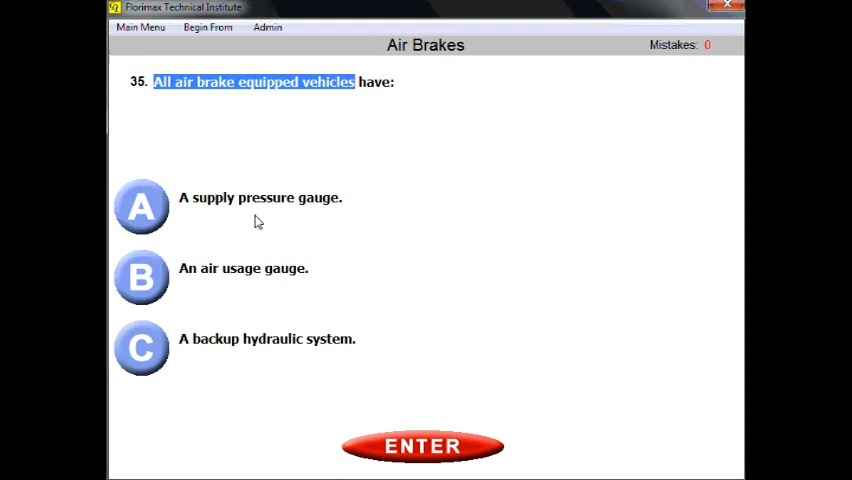 Florimax Technical Institute
Main Menu Begin From Admin
Air Brakes Mistakes: 0
35. All air brake equipped vehicles have:
A A supply pressure gauge.
B An air usage gauge.
C A backup hydraulic system.
ENTER